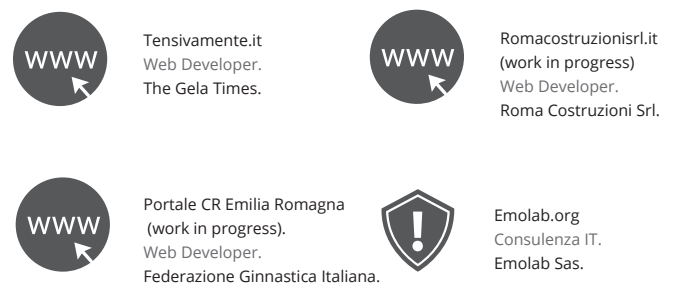 www
Tensivamente.it
Web Developer.
The Gela Times.
www
Romacostruzionisrl.it
(work in progress)
Web Developer.
Roma Costruzioni Srl.
www
Portale CR Emilia Romagna
(work in progress).
Web Developer.
Federazione Ginnastica Italiana.
!
Emolab.org
Consulenza IT.
Emolab Sas.